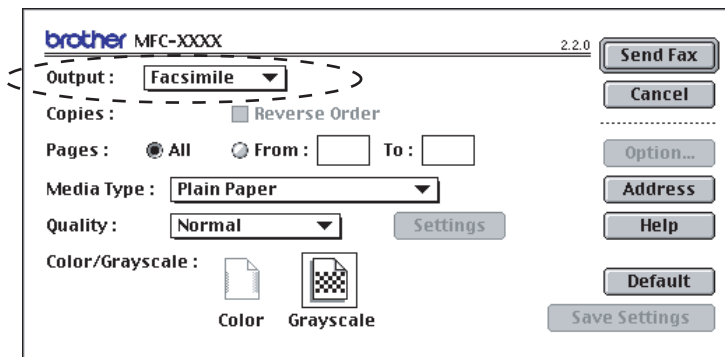 brother MFC-XXXX 2.2.0
Send Fax
Output : Facsimile
Cancel
Copies : Reverse Order
Pages : All From : To :
Option...
Media Type : Plain Paper
Address
Quality : Normal Settings
Help
Color/Grayscale :
Default
Color Grayscale
Save Settings